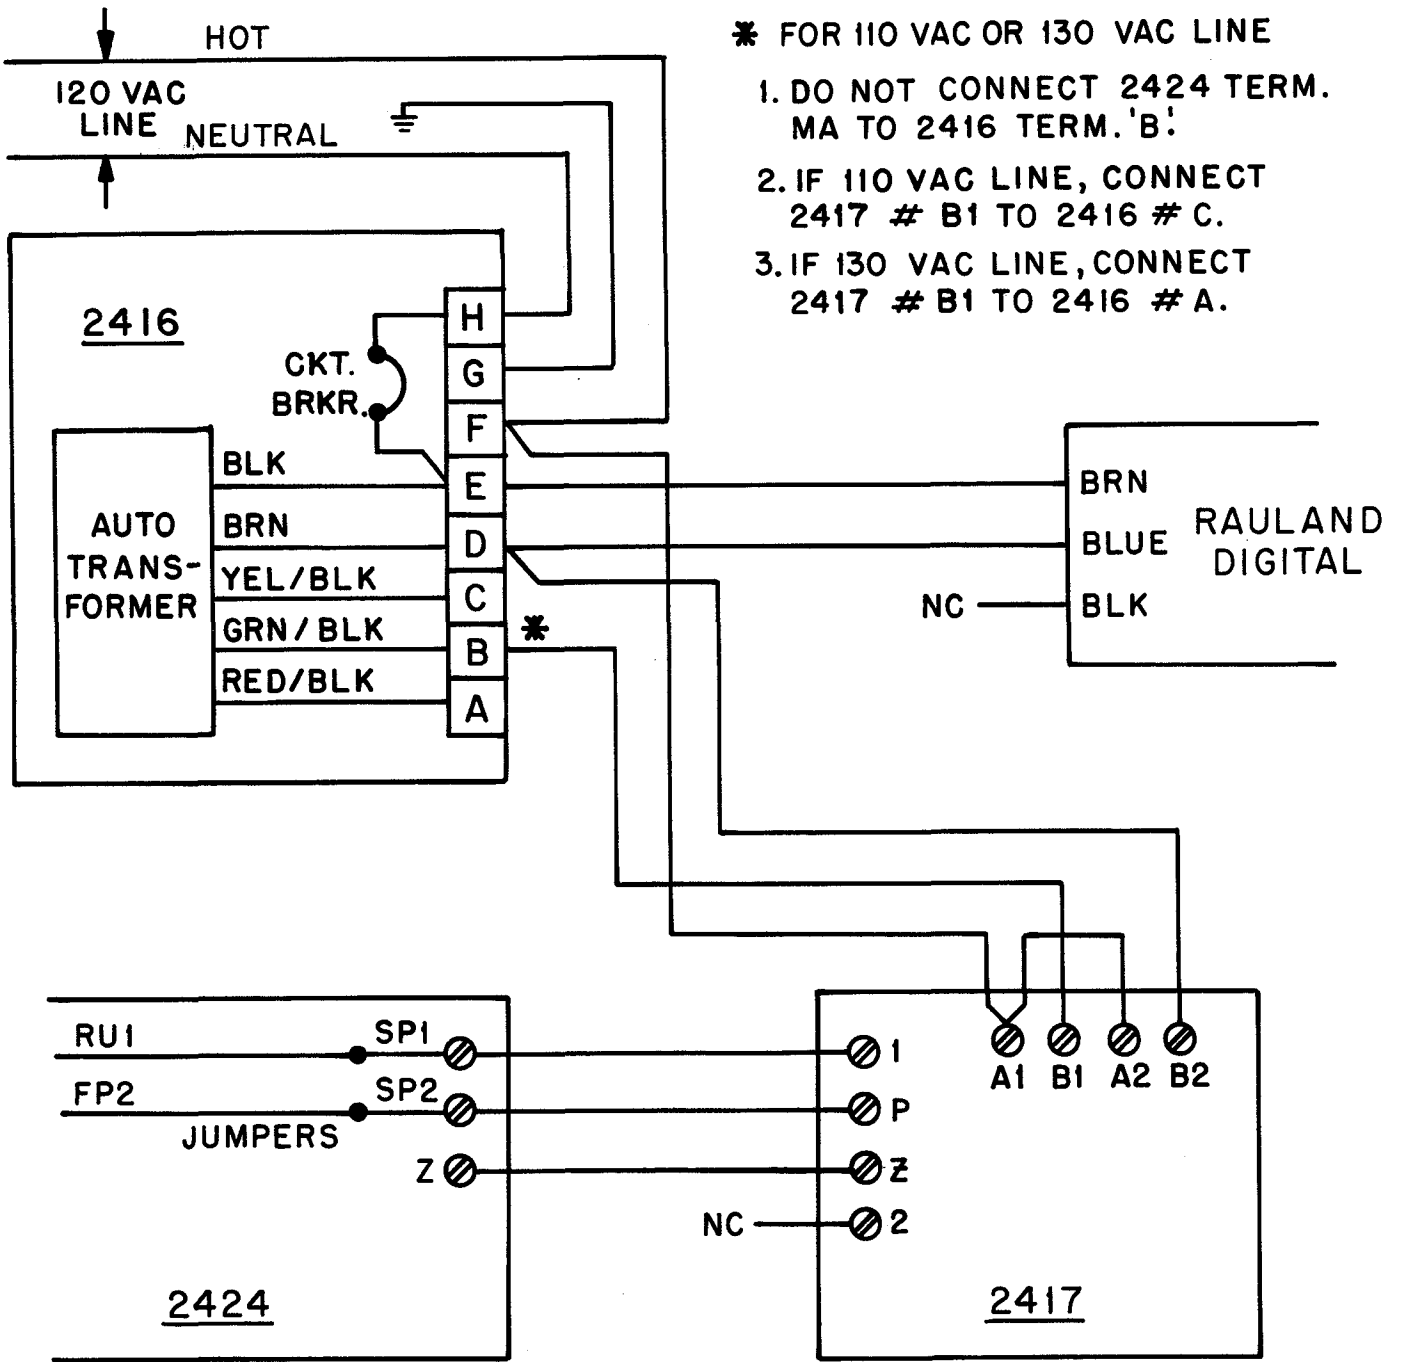 HOT
120 VAC
LINE
NEUTRAL
* FOR 110 VAC OR 130 VAC LINE
1. DO NOT CONNECT 2424 TERM.
MA TO 2416 TERM. 'B'.
2. IF 110 VAC LINE, CONNECT
2417 # B1 TO 2416 # C.
3. IF 130 VAC LINE, CONNECT
2417 # B1 TO 2416 # A.
2416
CKT.
BRKR.
H
G
F
E
D
C
B
A
*
AUTO
TRANS-
FORMER
BLK
BRN
YEL/BLK
GRN/BLK
RED/BLK
BRN
BLUE
BLK
NC
RAULAND
DIGITAL
RU1
SP1
FP2
SP2
JUMPERS
Z
2424
1
P
Z
2
NC
A1 B1 A2 B2
2417